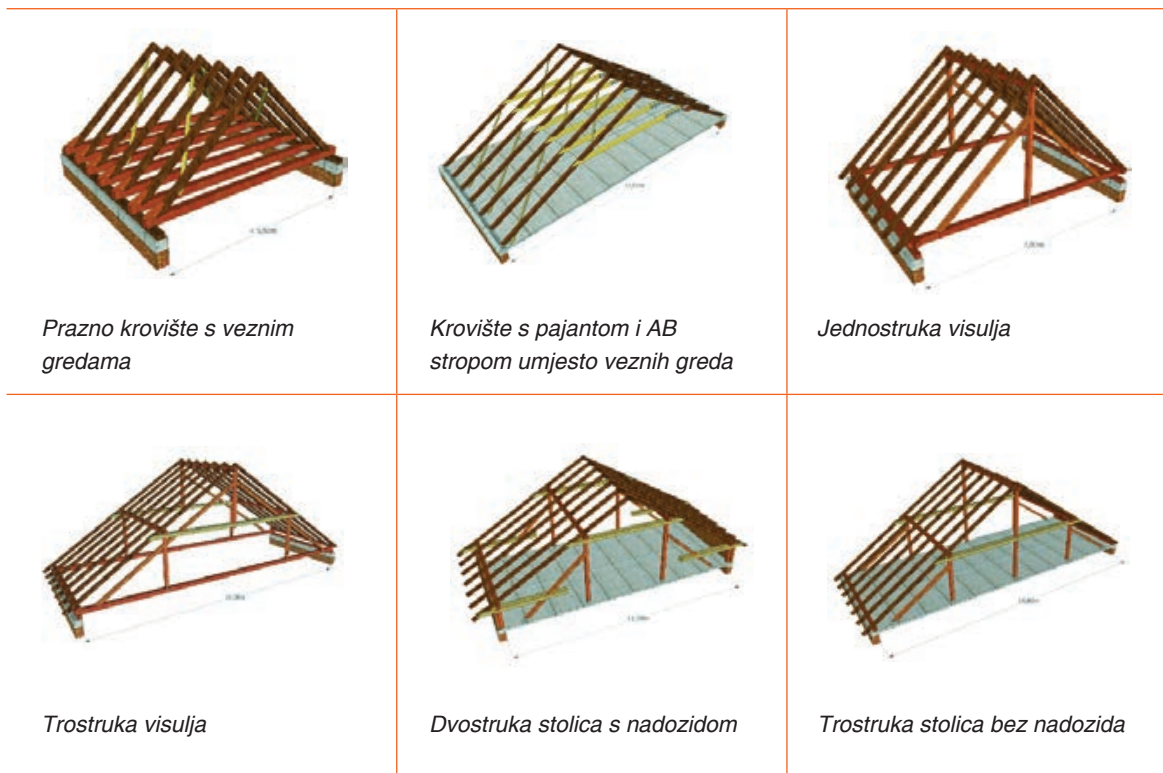 Prazno krovište s veznim
gredama
Krovište s pajantom i AB
stropom umjesto veznih greda
Jednostruka visulja
Trostruka visulja
Dvostruka stolica s nadozidom
Trostruka stolica bez nadozida